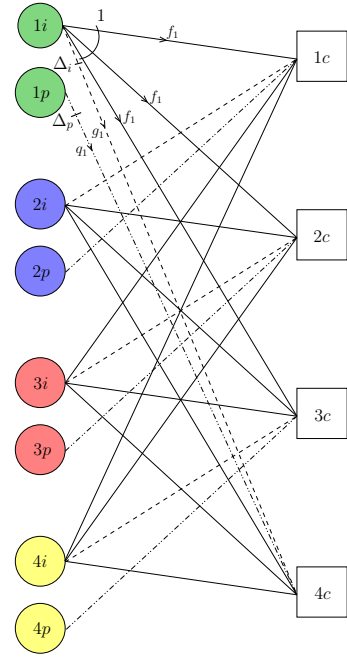 1i
1
f₁
1c
Δᵢ
1p
f₁
Δₚ
g₁
f₁
q₁
2i
2c
2p
3i
3c
3p
4i
4c
4p